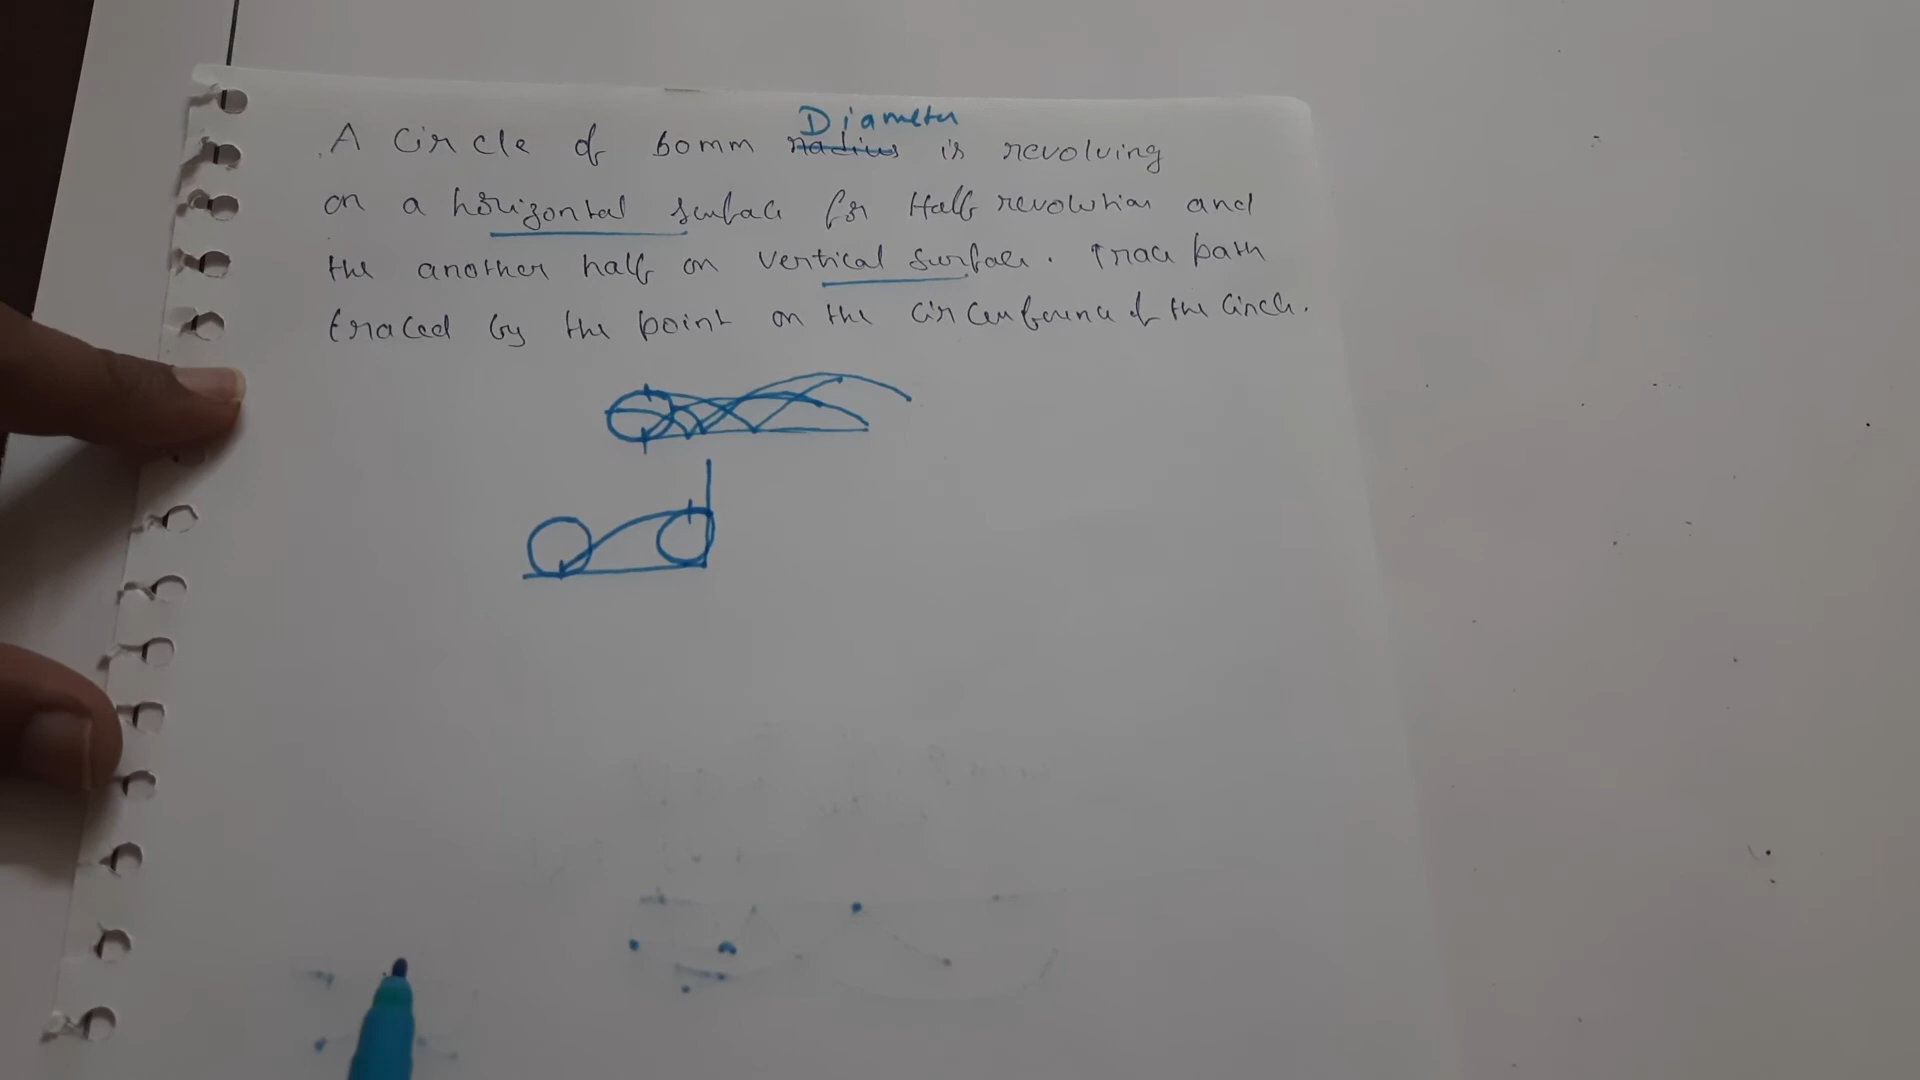 Diameter
A circle of 60mm radius is revolving
on a horizontal surface for Half revolution and
the another half on vertical surface. Trace path
traced by the point on the circumference of the circle.